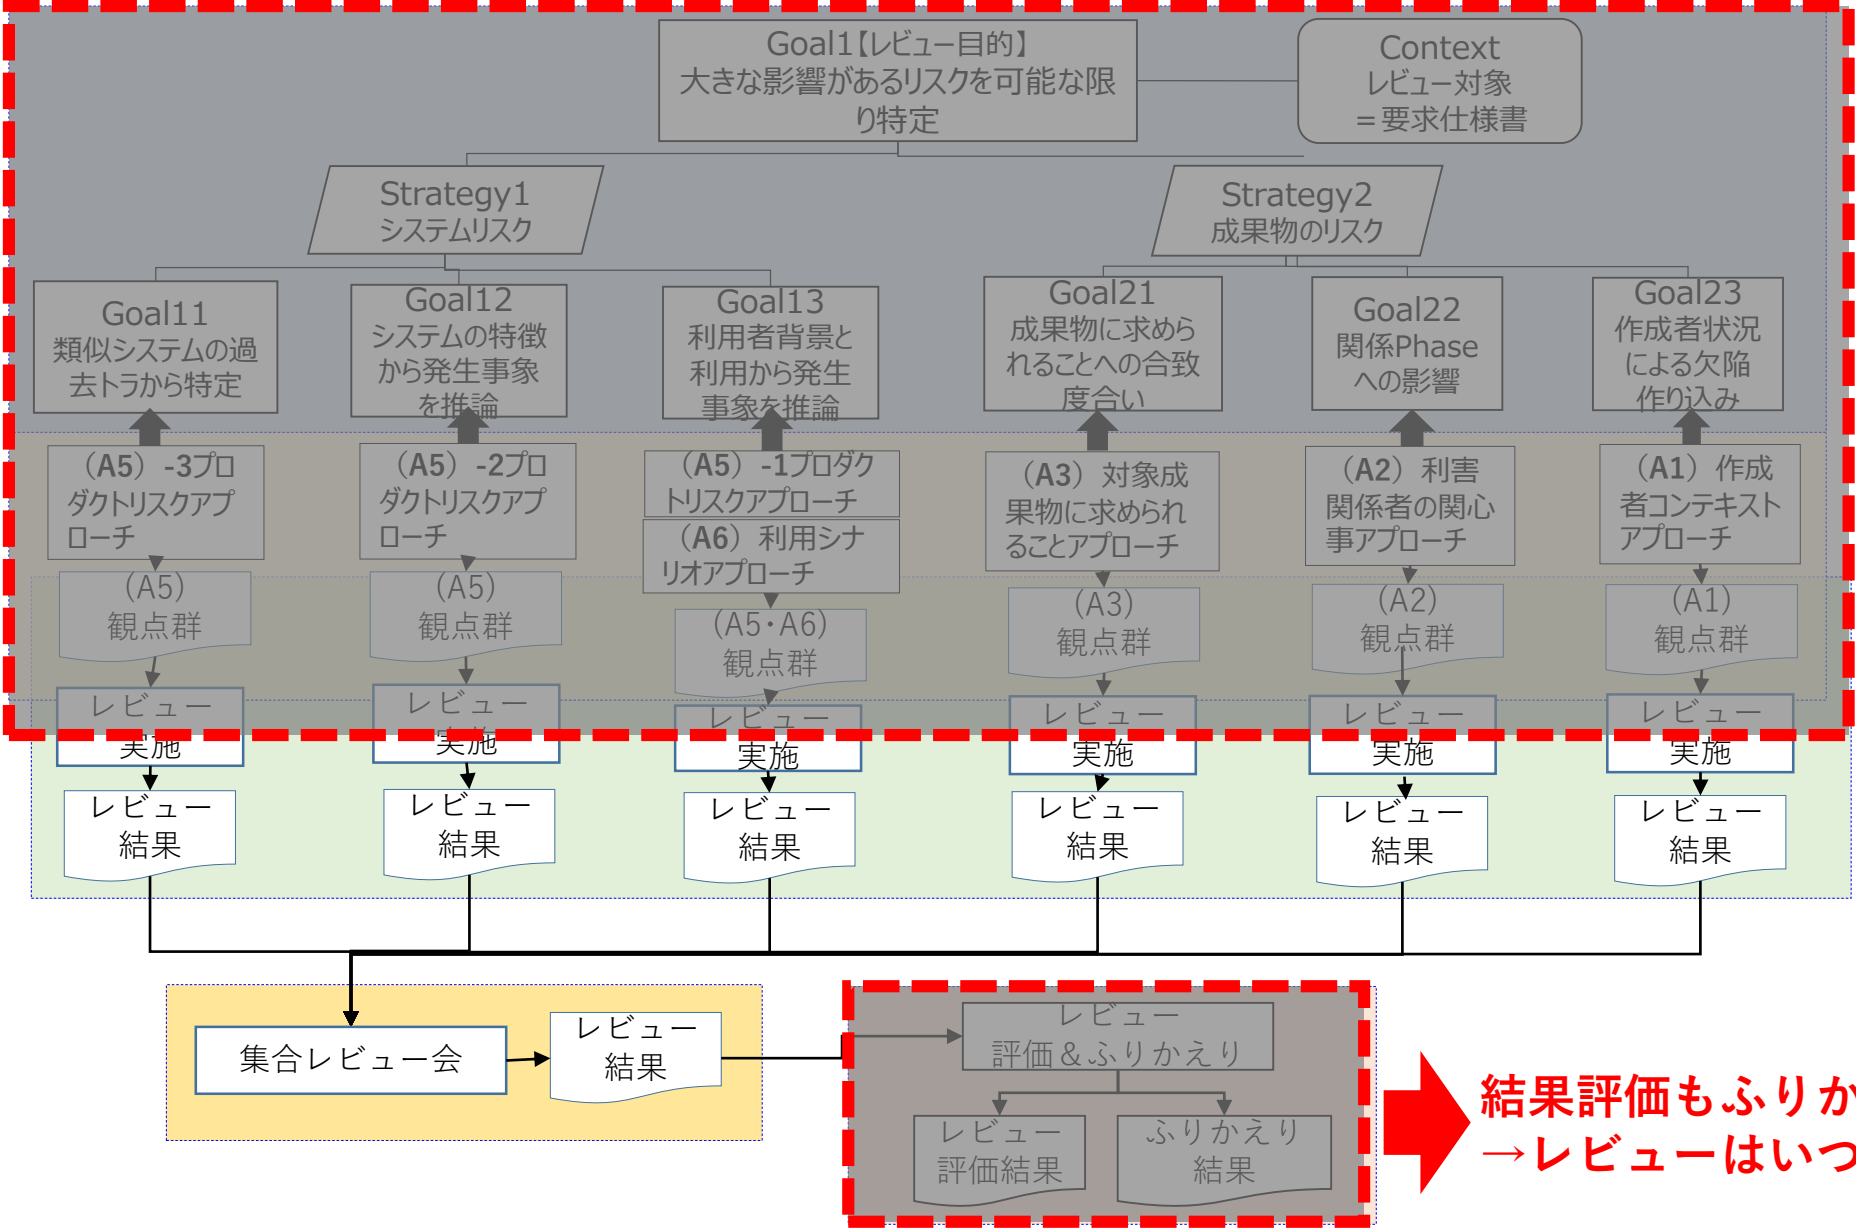 Goal1【レビュー目的】
大きな影響があるリスクを可能な限
り特定
Context
レビュー対象
＝要求仕様書
Strategy1
システムリスク
Strategy2
成果物のリスク
Goal11
類似システムの過
去トラから特定
Goal12
システムの特徴
から発生事象
を推論
Goal13
利用者背景と
利用から発生
事象を推論
Goal21
成果物に求めら
れることへの合致
度合い
Goal22
関係Phase
への影響
Goal23
作成者状況
による欠陥
作り込み
（A5）-3プロ
ダクトリスクアプ
ローチ
（A5）-2プロ
ダクトリスクアプ
ローチ
（A5）-1プロダク
トリスクアプローチ
（A6）利用シナ
リオアプローチ
（A3）対象成
果物に求められ
ることアプローチ
（A2）利害
関係者の関心
事アプローチ
（A1）作成
者コンテキスト
アプローチ
（A5）
観点群
（A5）
観点群
（A5・A6）
観点群
（A3）
観点群
（A2）
観点群
（A1）
観点群
レビュー
実施
レビュー
実施
レビュー
実施
レビュー
実施
レビュー
実施
レビュー
実施
レビュー
結果
レビュー
結果
レビュー
結果
レビュー
結果
レビュー
結果
レビュー
結果
集合レビュー会
レビュー
結果
レビュー
評価＆ふりかえり
レビュー
評価結果
ふりかえり
結果
結果評価もふりか
→レビューはいつ